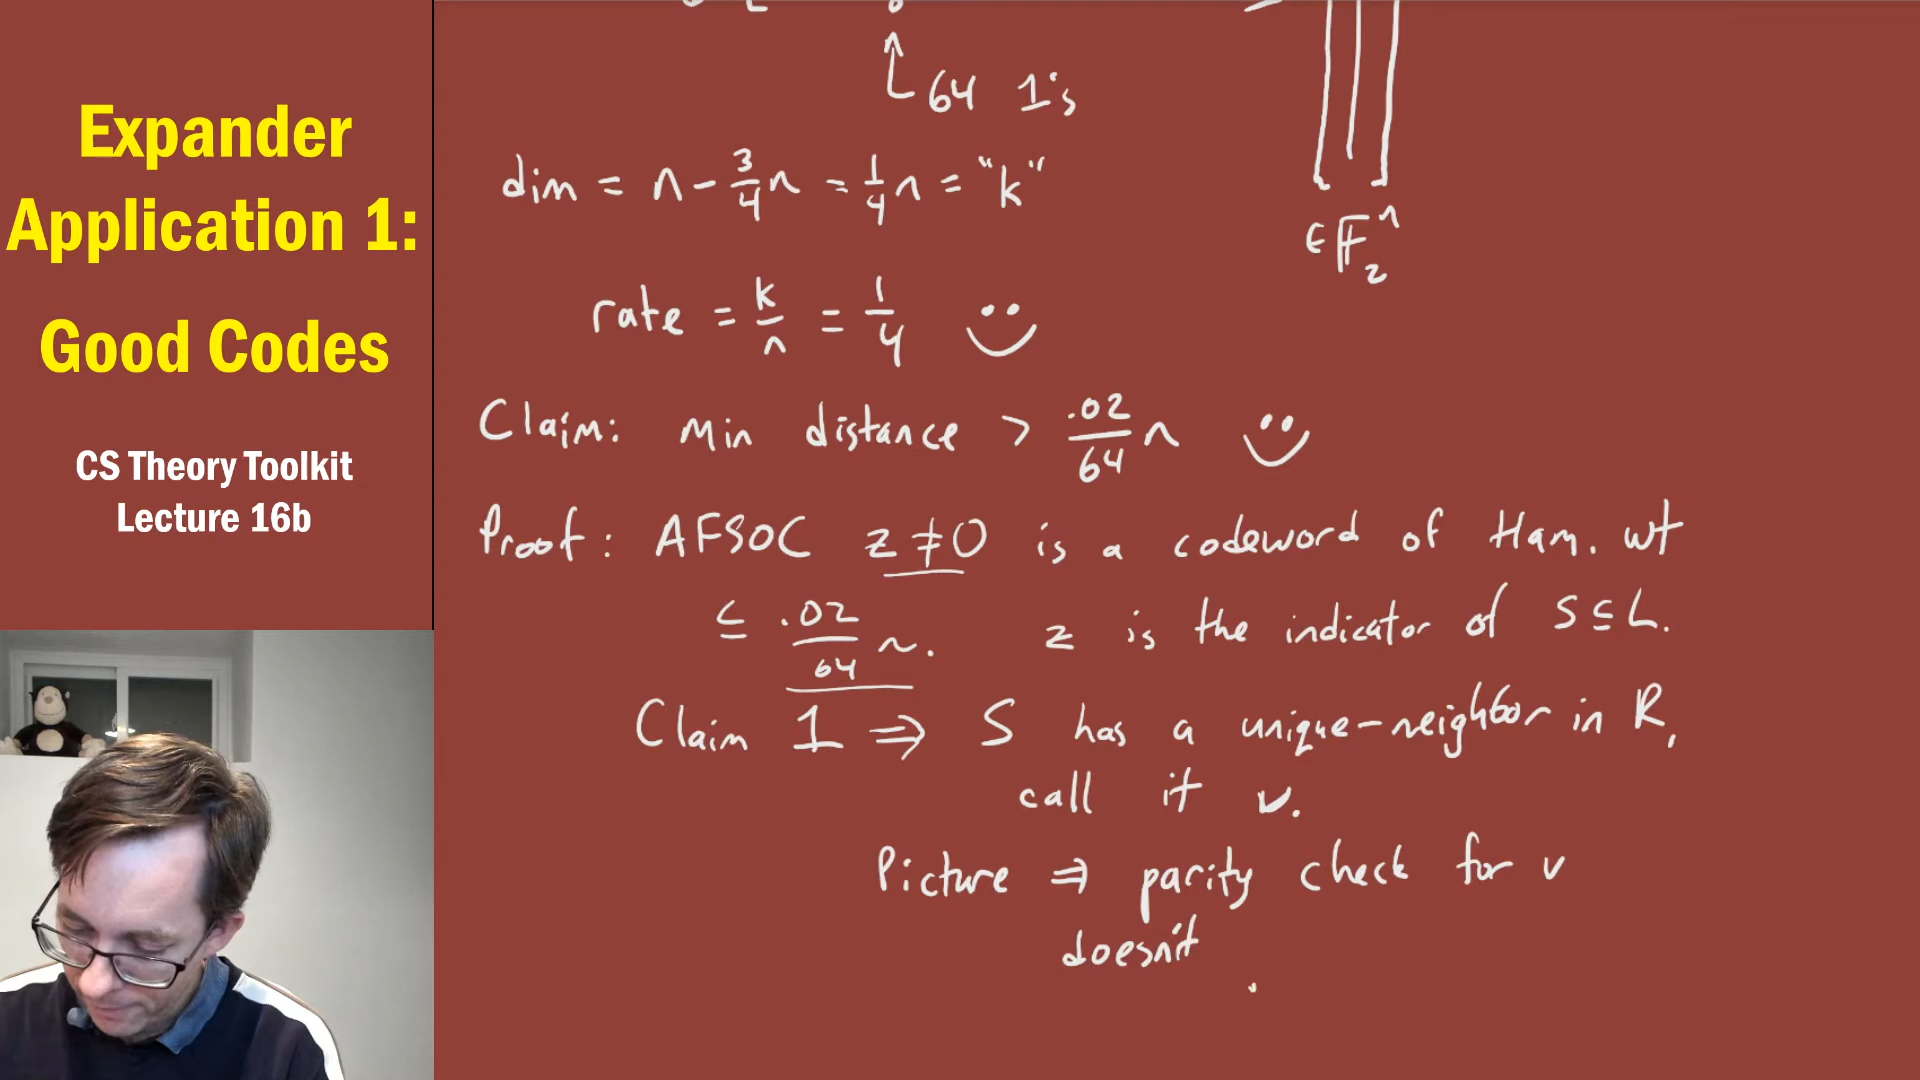 Expander
Application 1:
Good Codes
CS Theory Toolkit
Lecture 16b
64 1's
dim = n - 3/4 n = 1/4 n = "k"
∈ F₂ⁿ
rate = k/n = 1/4
Claim: min distance > .02/64 n
Proof: AFSOC z ≠ 0 is a codeword of Ham. wt
≤ .02/64 n. z is the indicator of S ⊆ L.
Claim 1 ⇒ S has a unique-neighbor in R,
call it v.
Picture ⇒ parity check for v
doesn't